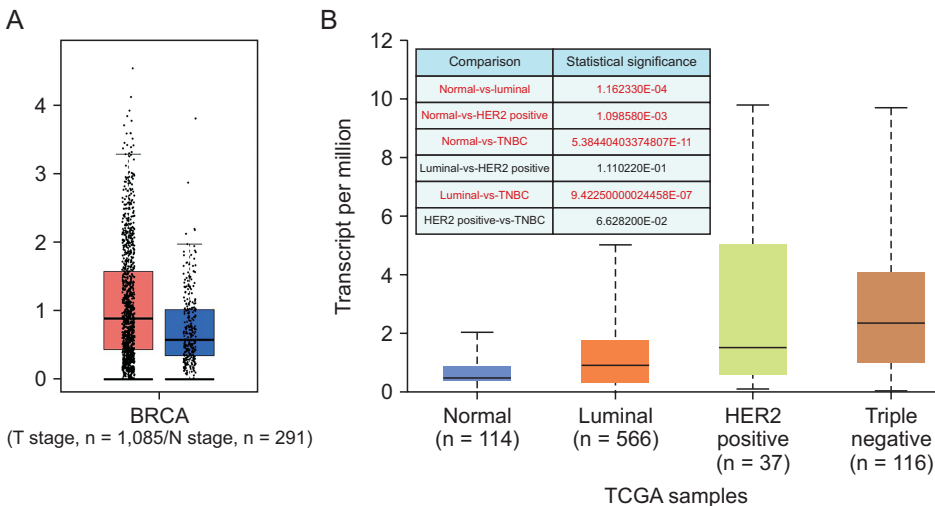 A
4
3
2
1
0
BRCA
(T stage, n = 1,085/N stage, n = 291)
B
Transcript per million
12
10
8
6
4
2
0
Comparison Statistical significance
Normal-vs-luminal 1.162330E-04
Normal-vs-HER2 positive 1.098580E-03
Normal-vs-TNBC 5.38440403374807E-11
Luminal-vs-HER2 positive 1.110220E-01
Luminal-vs-TNBC 9.42250000024458E-07
HER2 positive-vs-TNBC 6.628200E-02
Normal
(n = 114)
Luminal
(n = 566)
HER2
positive
(n = 37)
Triple
negative
(n = 116)
TCGA samples